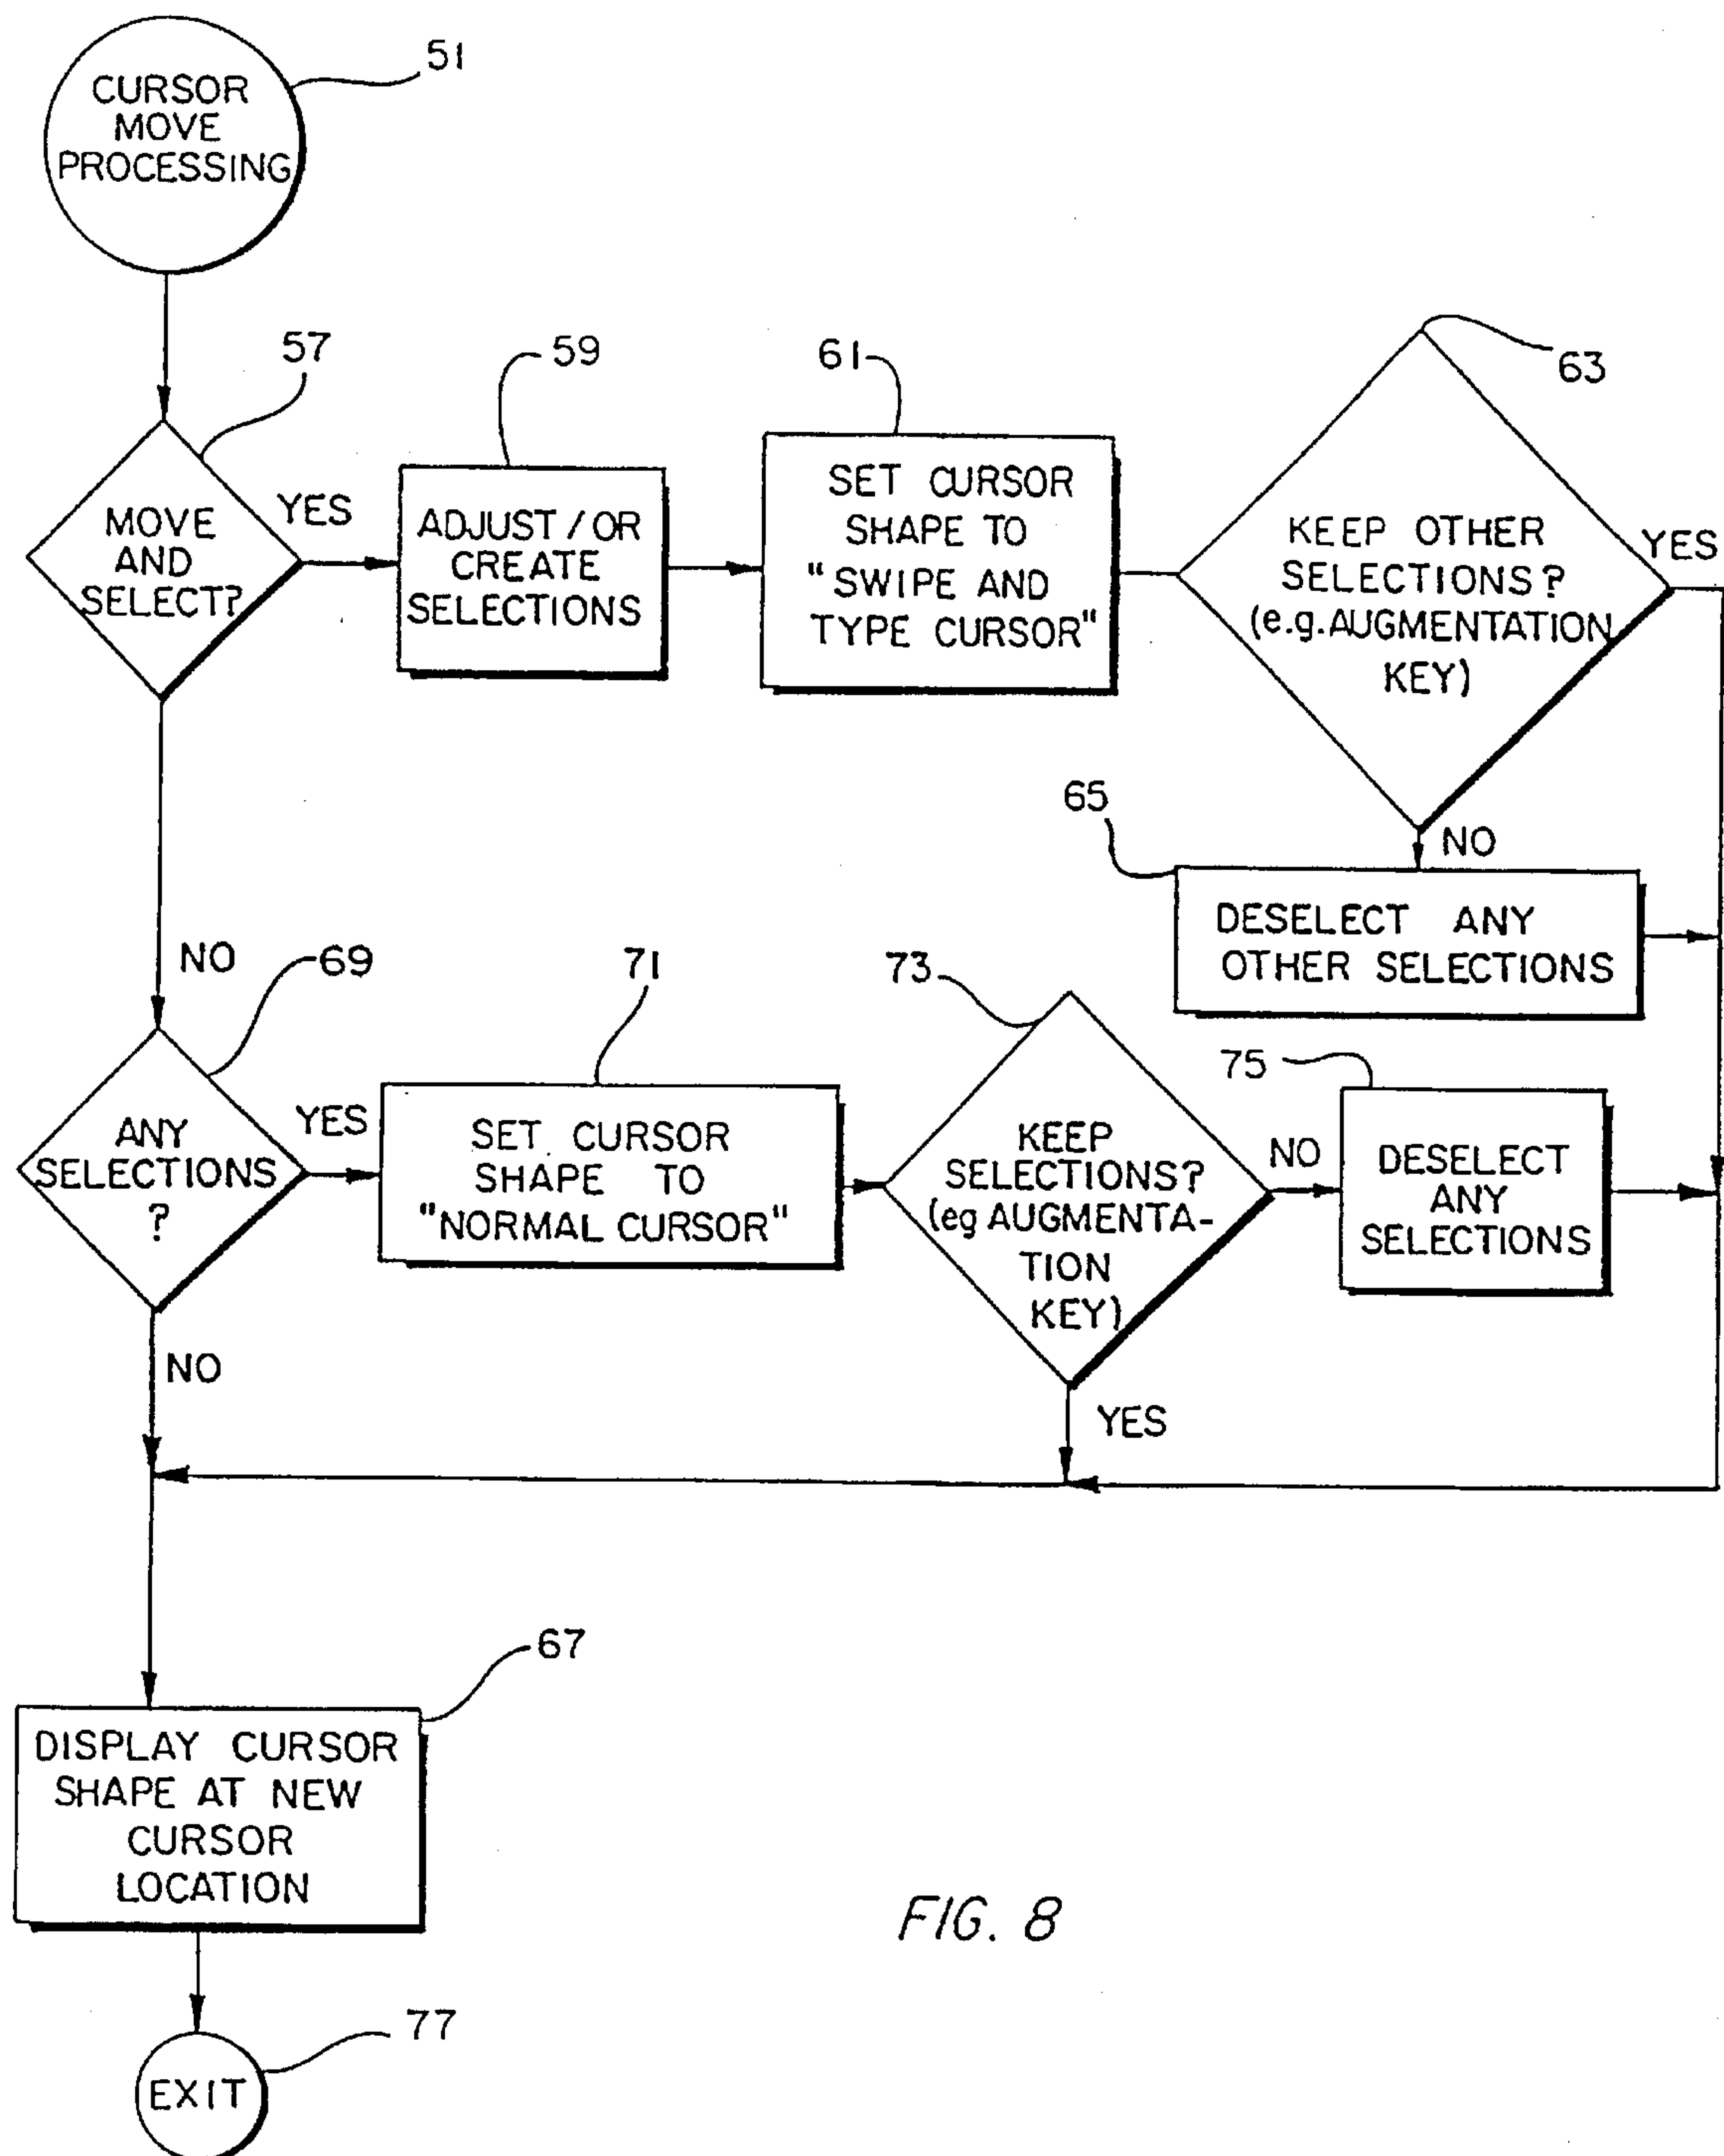 51
CURSOR
MOVE
PROCESSING
57
MOVE
AND
SELECT?
YES
59
ADJUST/OR
CREATE
SELECTIONS
61
SET CURSOR
SHAPE TO
"SWIPE AND
TYPE CURSOR"
63
KEEP OTHER
SELECTIONS?
(e.g. AUGMENTATION
KEY)
YES
NO
65
DESELECT ANY
OTHER SELECTIONS
NO
69
ANY
SELECTIONS
?
YES
71
SET CURSOR
SHAPE TO
"NORMAL CURSOR"
73
KEEP
SELECTIONS?
(eg AUGMENTA-
TION
KEY)
NO
75
DESELECT
ANY
SELECTIONS
YES
NO
67
DISPLAY CURSOR
SHAPE AT NEW
CURSOR
LOCATION
77
EXIT
FIG. 8